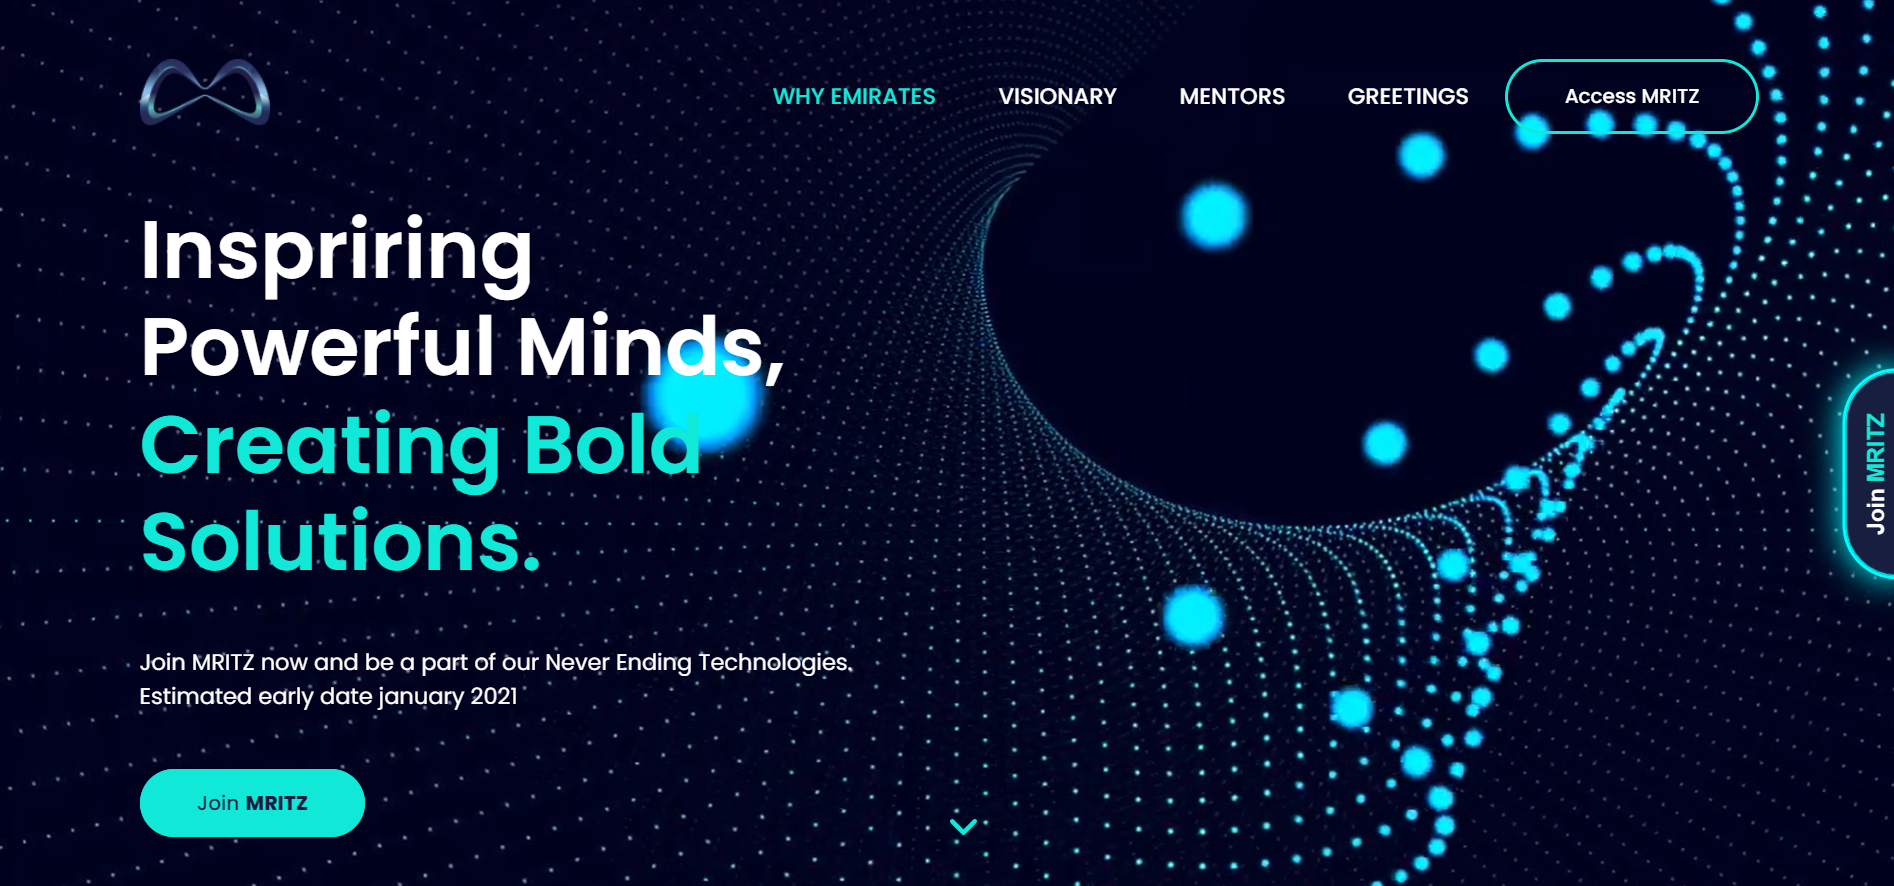 WHY EMIRATES
VISIONARY
MENTORS
GREETINGS
Access MRITZ
Inspriring
Powerful Minds,
Creating Bold
Solutions.
Join MRITZ now and be a part of our Never Ending Technologies.
Estimated early date january 2021
Join MRITZ
Join MRITZ